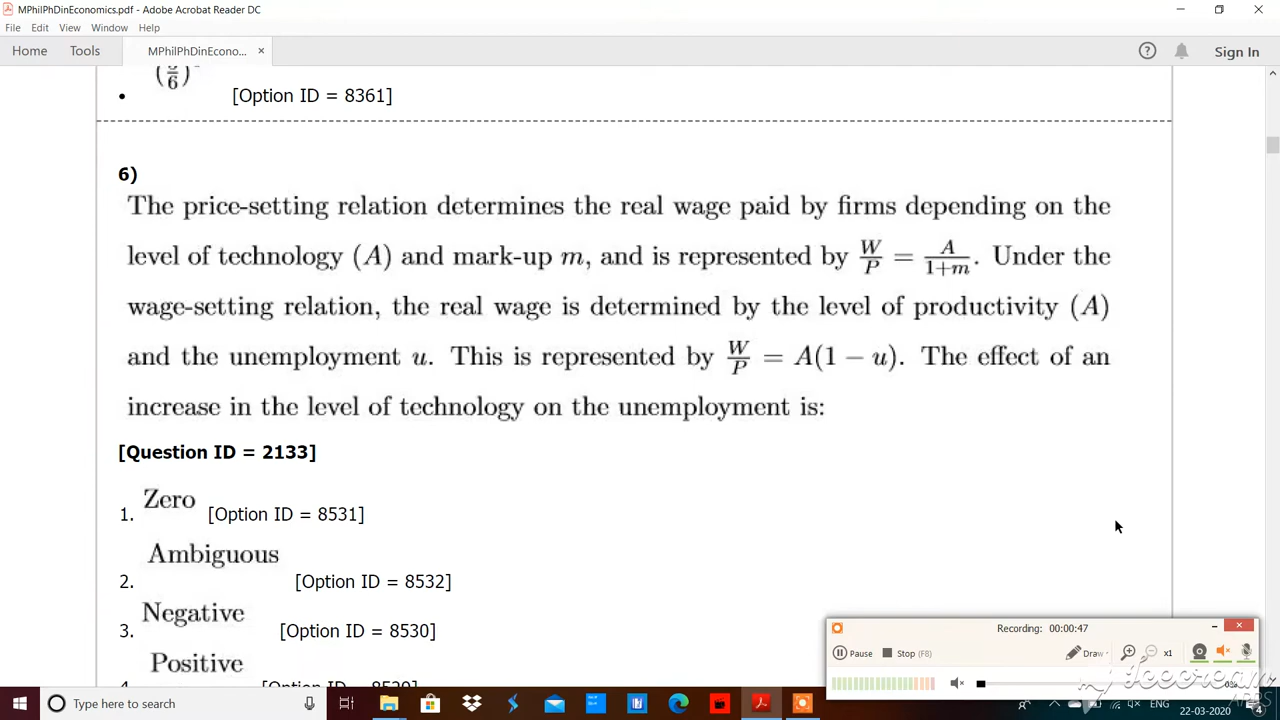 MPhilPhDinEconomics.pdf - Adobe Acrobat Reader DC
File Edit View Window Help
Home Tools MPhilPhDinEcono... × Sign In
6
[Option ID = 8361]
6)
The price-setting relation determines the real wage paid by firms depending on the
level of technology (A) and mark-up m, and is represented by W/P = A/1+m. Under the
wage-setting relation, the real wage is determined by the level of productivity (A)
and the unemployment u. This is represented by W/P = A(1 − u). The effect of an
increase in the level of technology on the unemployment is:
[Question ID = 2133]
1. Zero [Option ID = 8531]
2. Ambiguous [Option ID = 8532]
3. Negative [Option ID = 8530]
Positive
Recording: 00:00:47
Pause Stop (F8) Draw x1
icecream
APPS
Type here to search
ENG
22-03-2020